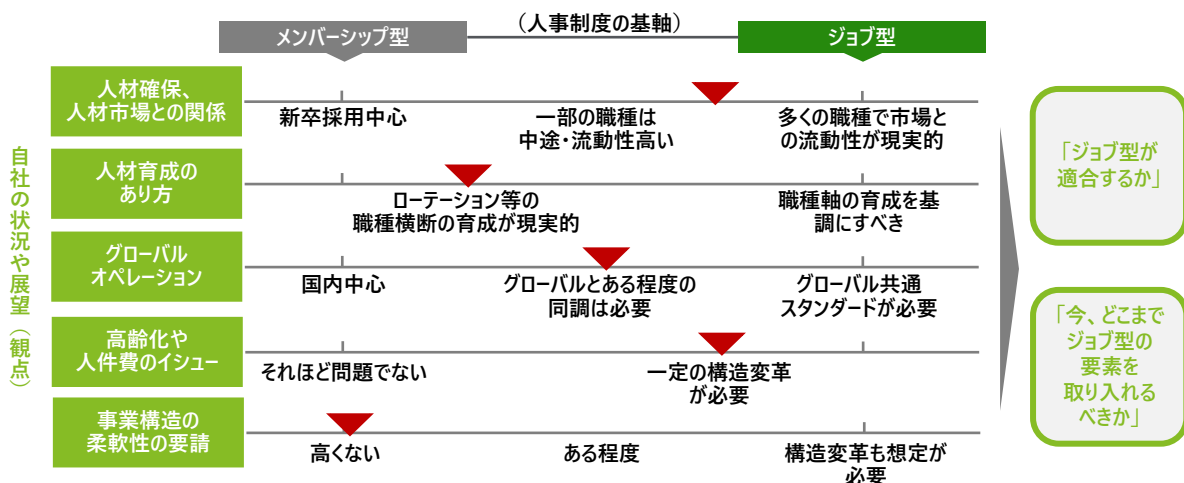 （人事制度の基軸）
メンバーシップ型
ジョブ型
自社の状況や展望（観点）
人材確保、
人材市場との関係
新卒採用中心
一部の職種は
中途・流動性高い
多くの職種で市場と
の流動性が現実的
人材育成の
あり方
ローテーション等の
職種横断の育成が現実的
職種軸の育成を基
調にすべき
グローバル
オペレーション
国内中心
グローバルとある程度の
同調は必要
グローバル共通
スタンダードが必要
高齢化や
人件費のイシュー
それほど問題でない
一定の構造変革
が必要
事業構造の
柔軟性の要請
高くない
ある程度
構造変革も想定が
必要
「ジョブ型が
適合するか」
「今、どこまで
ジョブ型の
要素を
取り入れる
べきか」